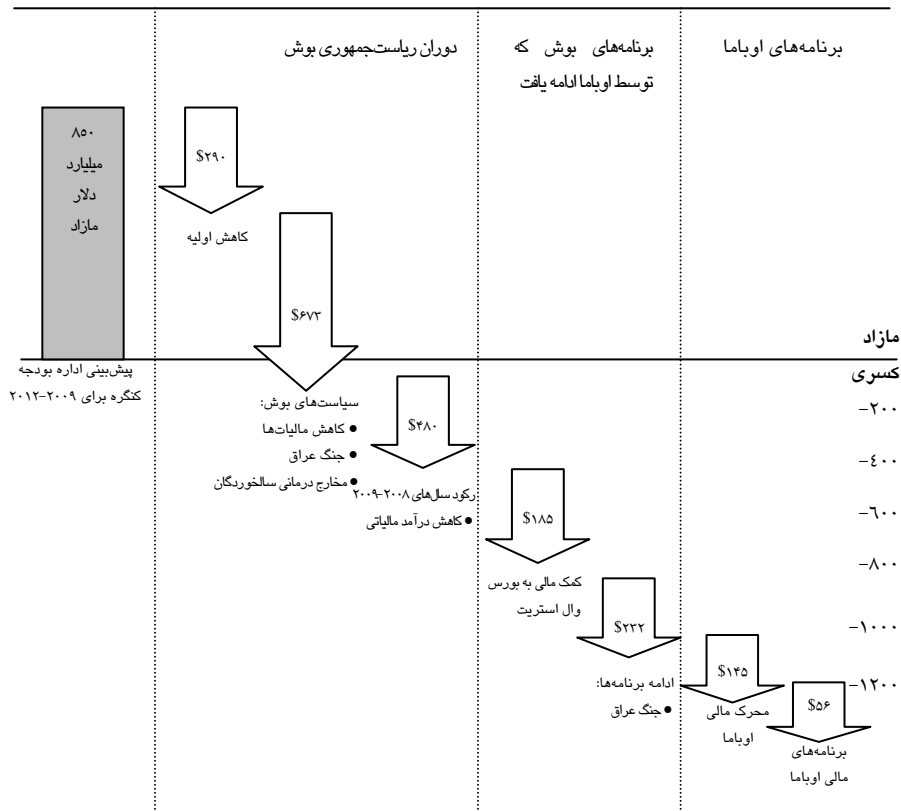 برنامه‌های اوباما
برنامه‌های بوش که
توسط اوباما ادامه یافت
دوران ریاست‌جمهوری بوش
۸۵۰
میلیارد
دلار
مازاد
پیش‌بینی اداره بودجه
کنگره برای ۲۰۰۹-۲۰۱۲
$۲۹۰
کاهش اولیه
$۶۷۳
سیاست‌های بوش:
● کاهش مالیات‌ها
● جنگ عراق
● مخارج درمانی سالخوردگان
$۴۸۰
رکود سال‌های ۲۰۰۸-۲۰۰۹
● کاهش درآمد مالیاتی
$۱۸۵
کمک مالی به بورس
وال استریت
$۲۳۲
ادامه برنامه‌ها:
● جنگ عراق
$۱۴۵
محرک مالی
اوباما
$۵۶
برنامه‌های
مالی اوباما
مازاد
کسری
-۲۰۰
-٤۰۰
-٦۰۰
-۸۰۰
-۱۰۰۰
-۱۲۰۰